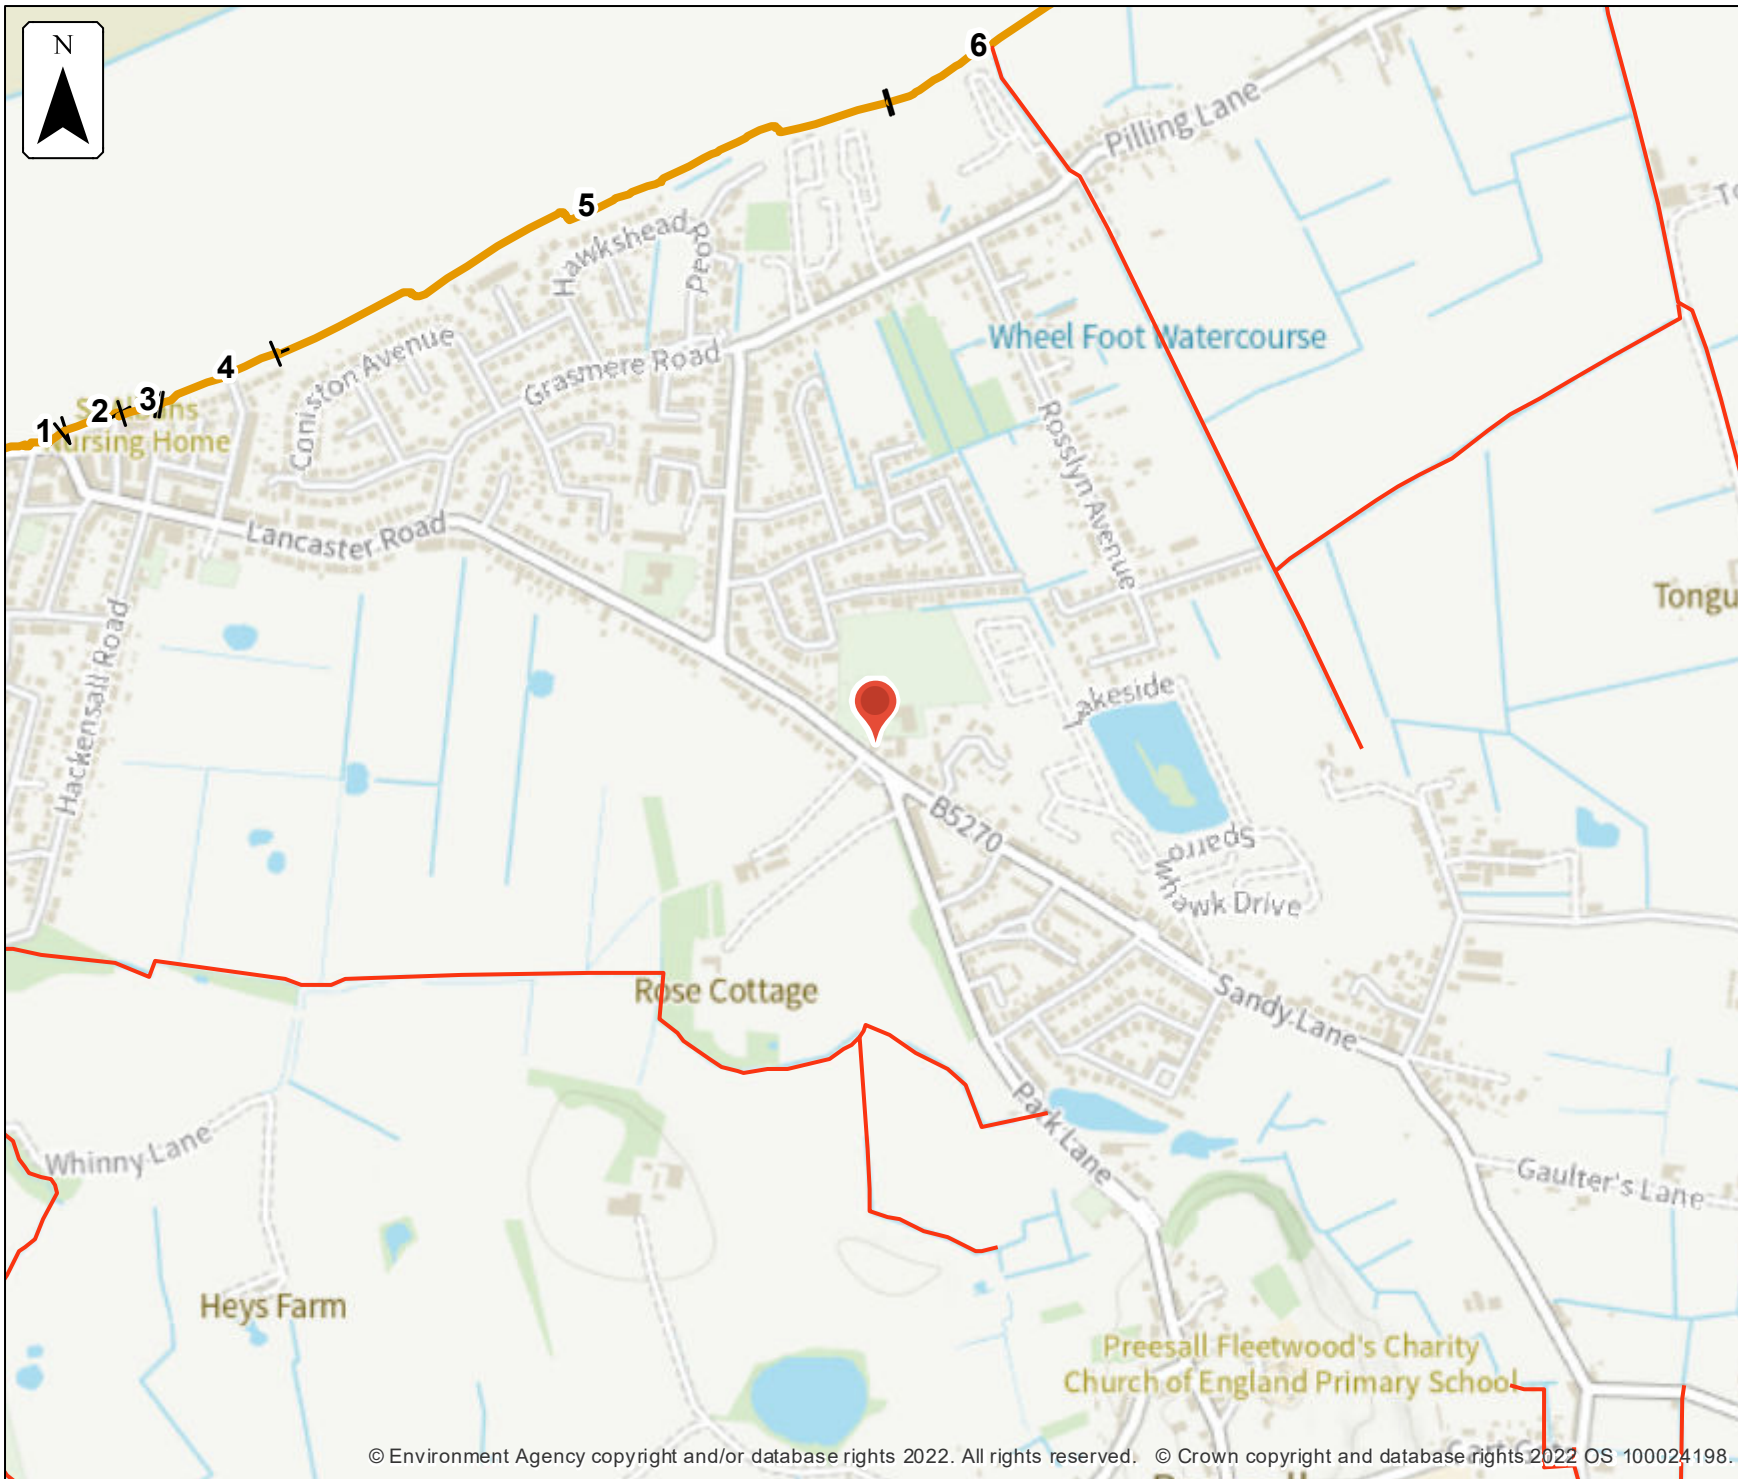 N
6
Pilling Lane
5
Hawkshead
Road
Wheel Foot Watercourse
4
Coniston Avenue
Grasmere Road
3
2
1
Nursing Home
Rosslyn Avenue
Lancaster Road
Hackensall Road
Lakeside
B5270
Sparro
whawk Drive
Rose Cottage
Sandy Lane
Park Lane
Whinny Lane
Gaulter's Lane
Heys Farm
Preesall Fleetwood's Charity
Church of England Primary School
© Environment Agency copyright and/or database rights 2022. All rights reserved. © Crown copyright and database rights 2022 OS 100024198.